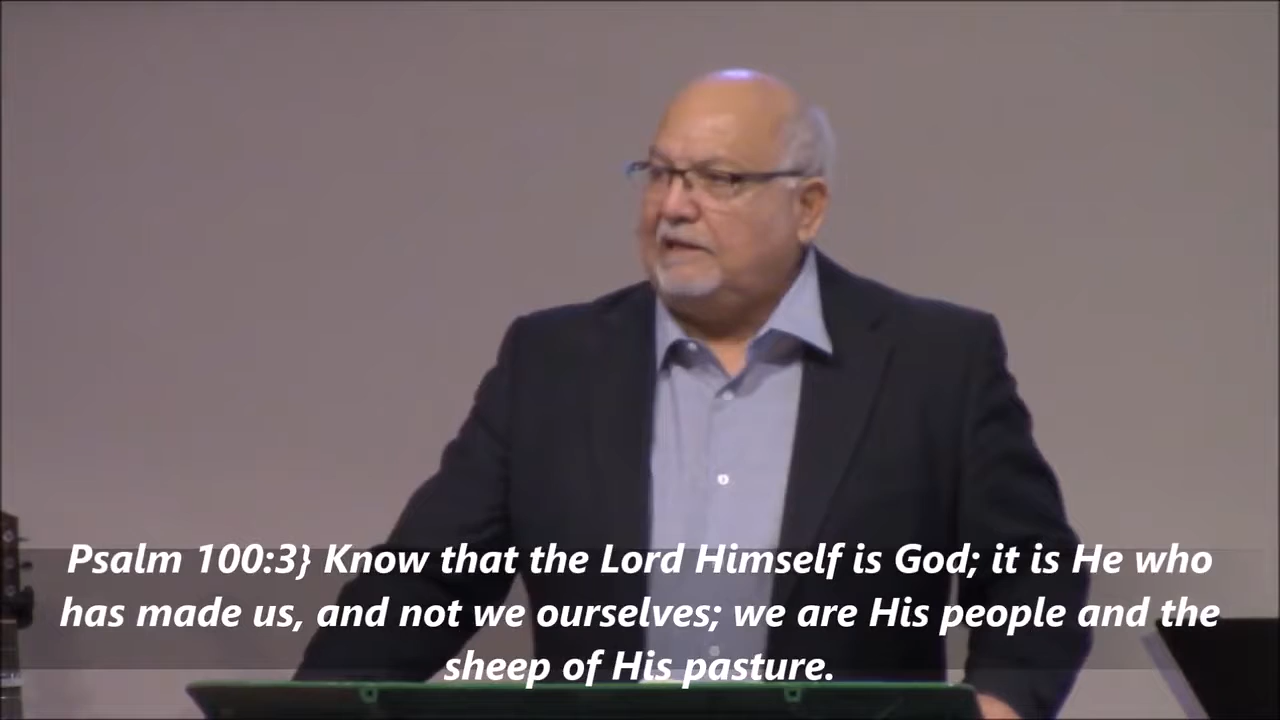 Psalm 100:3} Know that the Lord Himself is God; it is He who
has made us, and not we ourselves; we are His people and the
sheep of His pasture.